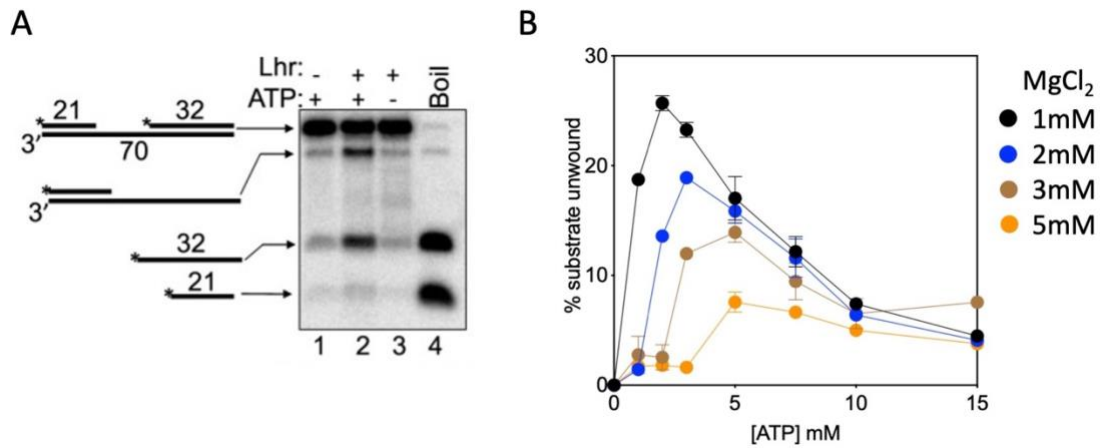 A
Lhr: - + +
ATP: + + -
Boil
* 21 * 32
3′ 70
*
3′
32
*
21
*
1 2 3 4
B
30
20
10
0
% substrate unwound
0 5 10 15
[ATP] mM
MgCl₂
1mM
2mM
3mM
5mM